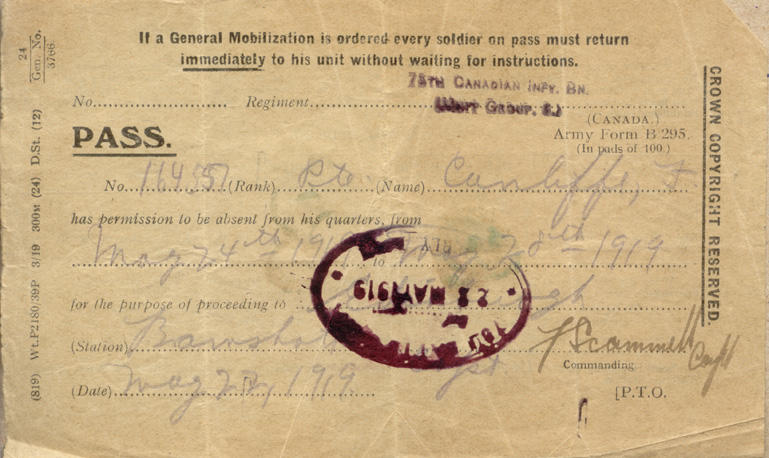 If a General Mobilization is ordered every soldier on pass must return
immediately to his unit without waiting for instructions.
24
Gen. No.
3766
75TH CANADIAN INFY. BN.
No. Regiment
(CANADA.)
PASS.
Army Form B 295.
(In pads of 100.)
No. (Rank) Pte. (Name) Cunliffe,
has permission to be absent from his quarters, from
May 24th 1919 to May 28th 1919
28 MAY 1919
for the purpose of proceeding to
(Station)
Scammell Capt
Commanding
(Date) May 1919
[P.T.O.
(819) Wt.P2180/39P 3/19 300M (24) D.St. (12)
CROWN COPYRIGHT RESERVED.